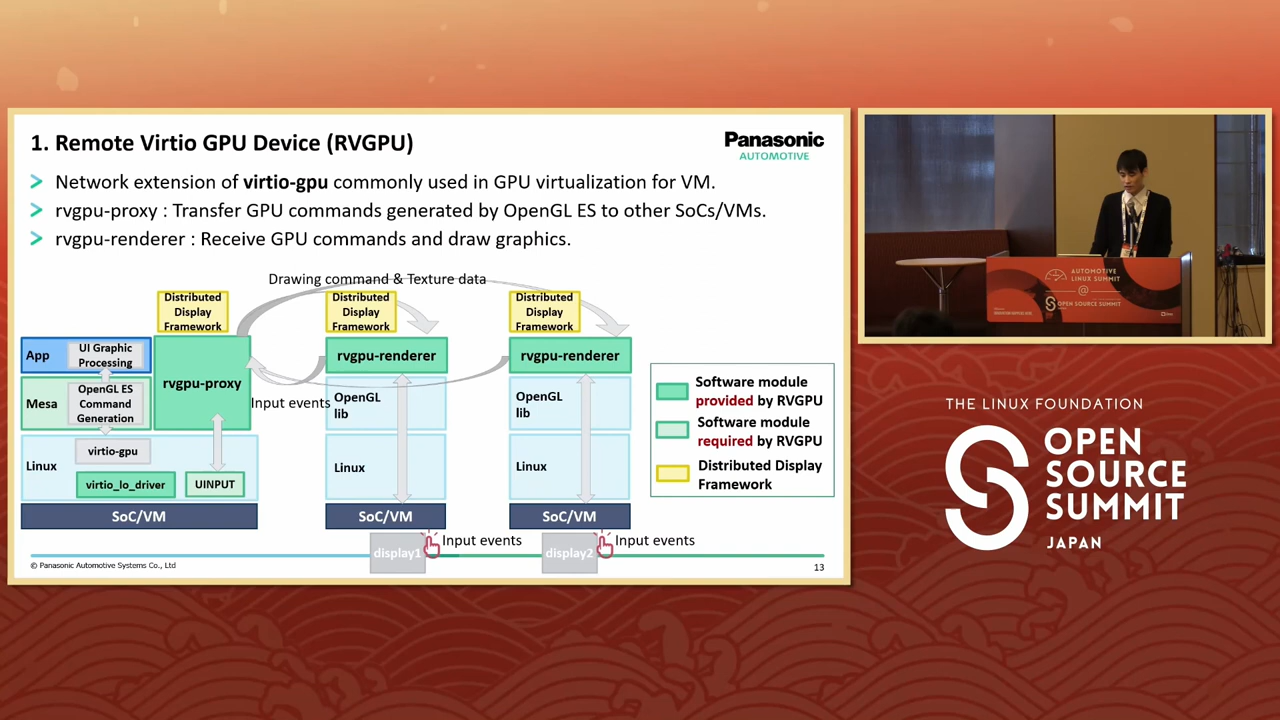 1. Remote Virtio GPU Device (RVGPU)
Panasonic
AUTOMOTIVE
Network extension of virtio-gpu commonly used in GPU virtualization for VM.
rvgpu-proxy : Transfer GPU commands generated by OpenGL ES to other SoCs/VMs.
rvgpu-renderer : Receive GPU commands and draw graphics.
Drawing command & Texture data
Distributed
Display
Framework
Distributed
Display
Framework
Distributed
Display
Framework
App
UI Graphic
Processing
Mesa
OpenGL ES
Command
Generation
rvgpu-proxy
Linux
virtio-gpu
virtio_lo_driver
UINPUT
SoC/VM
Input events
rvgpu-renderer
OpenGL
lib
Linux
SoC/VM
display1
Input events
rvgpu-renderer
OpenGL
lib
Linux
SoC/VM
display2
Input events
Software module
provided by RVGPU
Software module
required by RVGPU
Distributed Display
Framework
© Panasonic Automotive Systems Co., Ltd
13
AUTOMOTIVE
LINUX SUMMIT
@
OPEN SOURCE SUMMIT
THE LINUX FOUNDATION
OPEN
SOURCE
SUMMIT
JAPAN